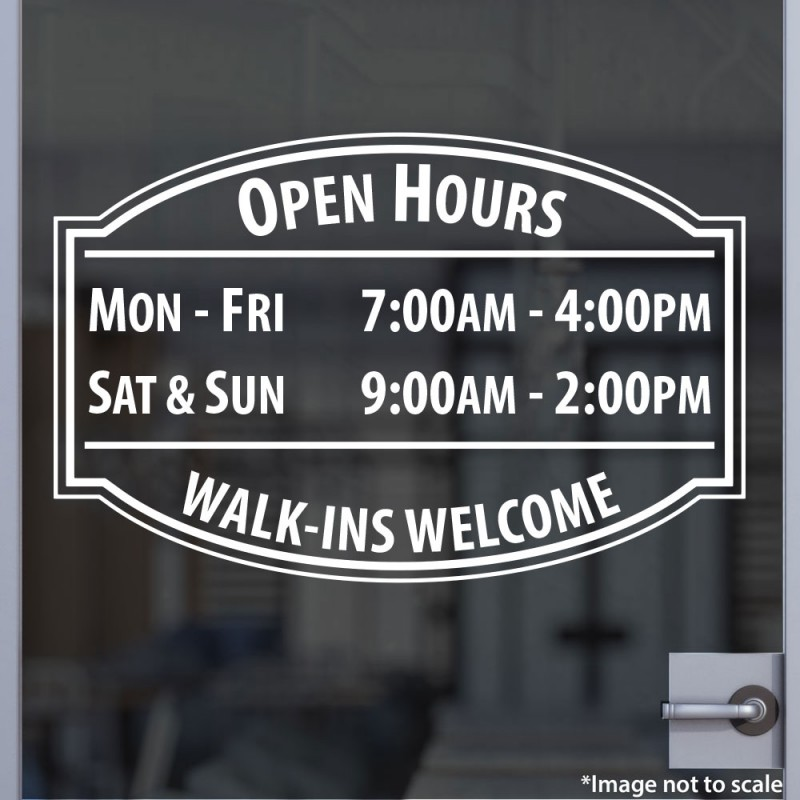 OPEN HOURS
MON - FRI 7:00AM - 4:00PM
SAT & SUN 9:00AM - 2:00PM
WALK-INS WELCOME
*Image not to scale